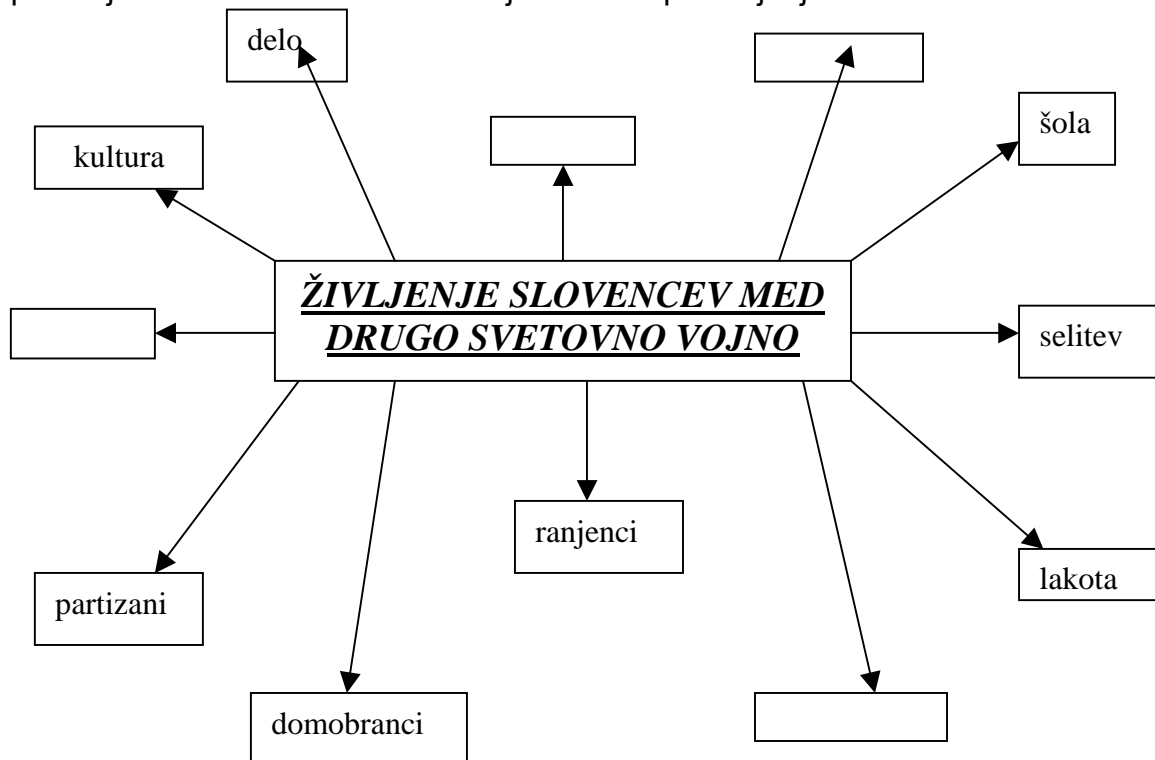 delo
šola
kultura
ŽIVLJENJE SLOVENCEV MED
DRUGO SVETOVNO VOJNO
selitev
ranjenci
lakota
partizani
domobranci